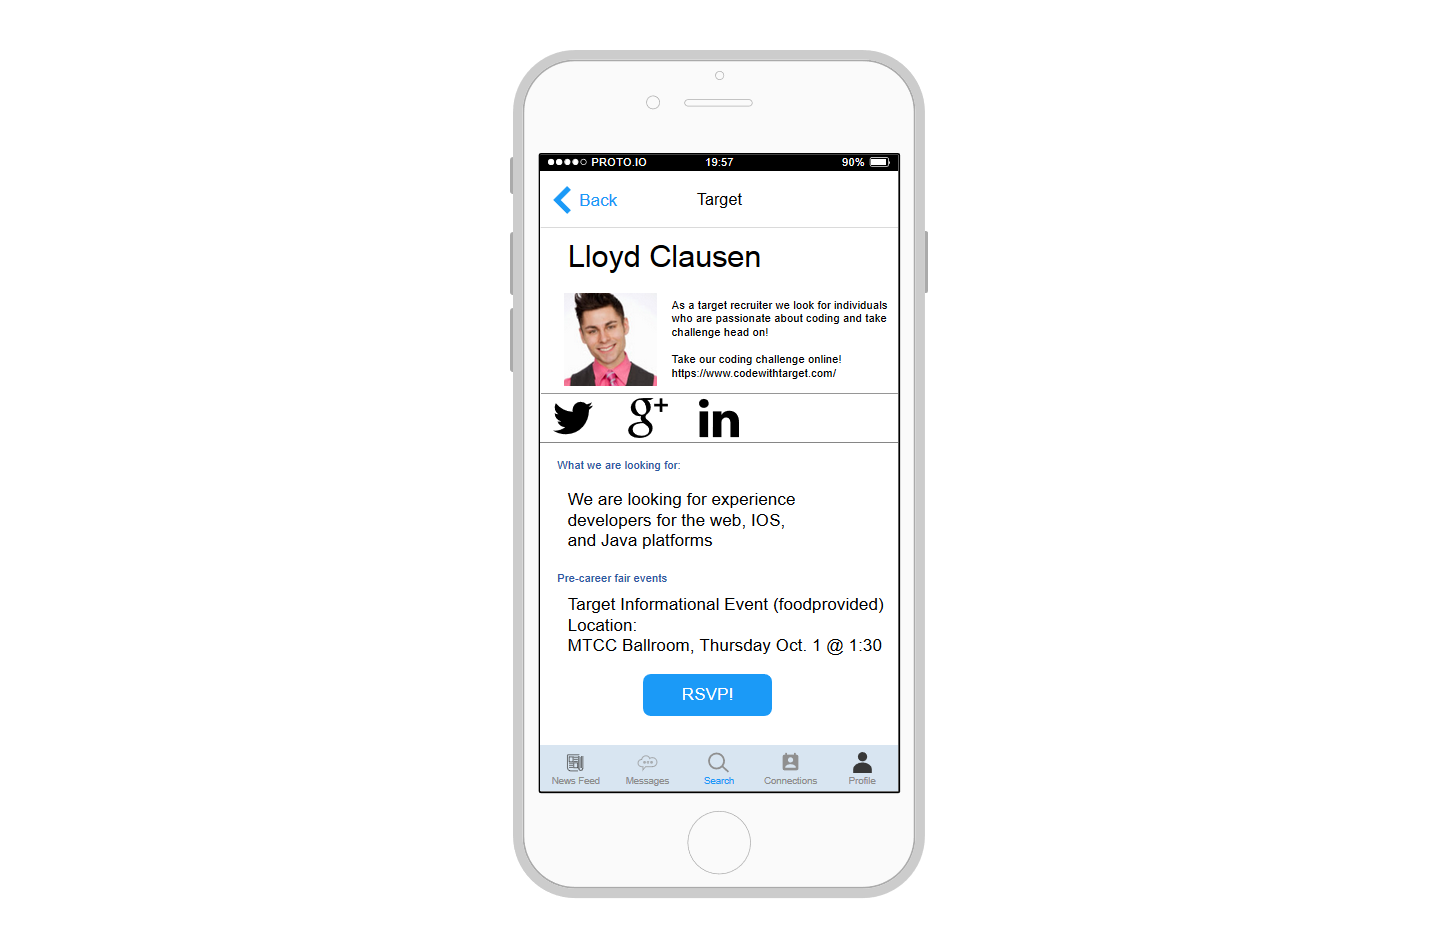 PROTO.IO 19:57 90%
Back Target
Lloyd Clausen
As a target recruiter we look for individuals
who are passionate about coding and take
challenge head on!
Take our coding challenge online!
https://www.codewithtarget.com/
g+ in
What we are looking for:
We are looking for experience
developers for the web, IOS,
and Java platforms
Pre-career fair events
Target Informational Event (foodprovided)
Location:
MTCC Ballroom, Thursday Oct. 1 @ 1:30
RSVP!
News Feed Messages Search Connections Profile